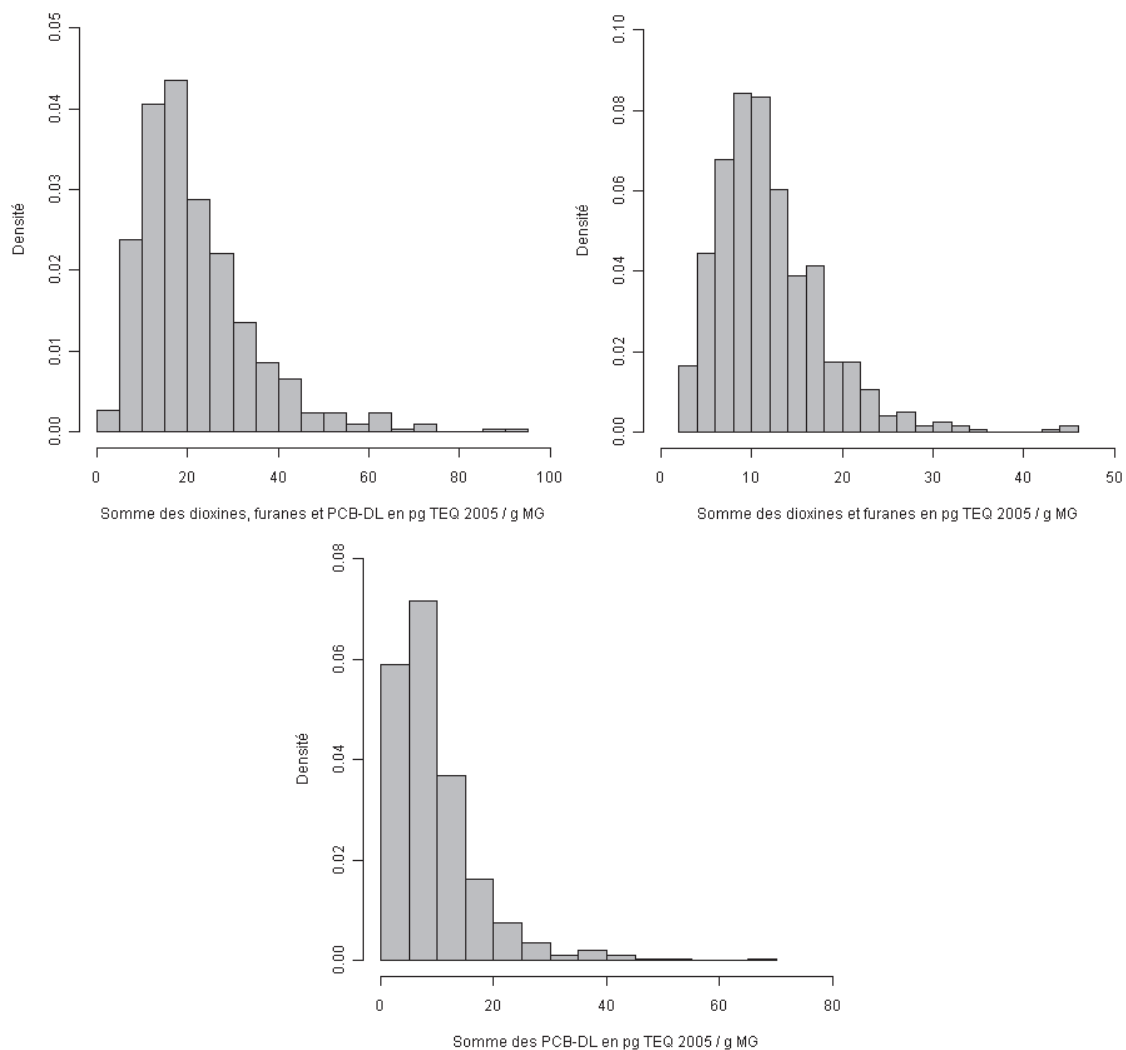 0.05
0.04
0.03
0.02
0.01
0.00
Densité
0 20 40 60 80 100
Somme des dioxines, furanes et PCB-DL en pg TEQ 2005 / g MG
0.10
0.08
0.06
0.04
0.02
0.00
Densité
0 10 20 30 40 50
Somme des dioxines et furanes en pg TEQ 2005 / g MG
0.08
0.06
0.04
0.02
0.00
Densité
0 20 40 60 80
Somme des PCB-DL en pg TEQ 2005 / g MG